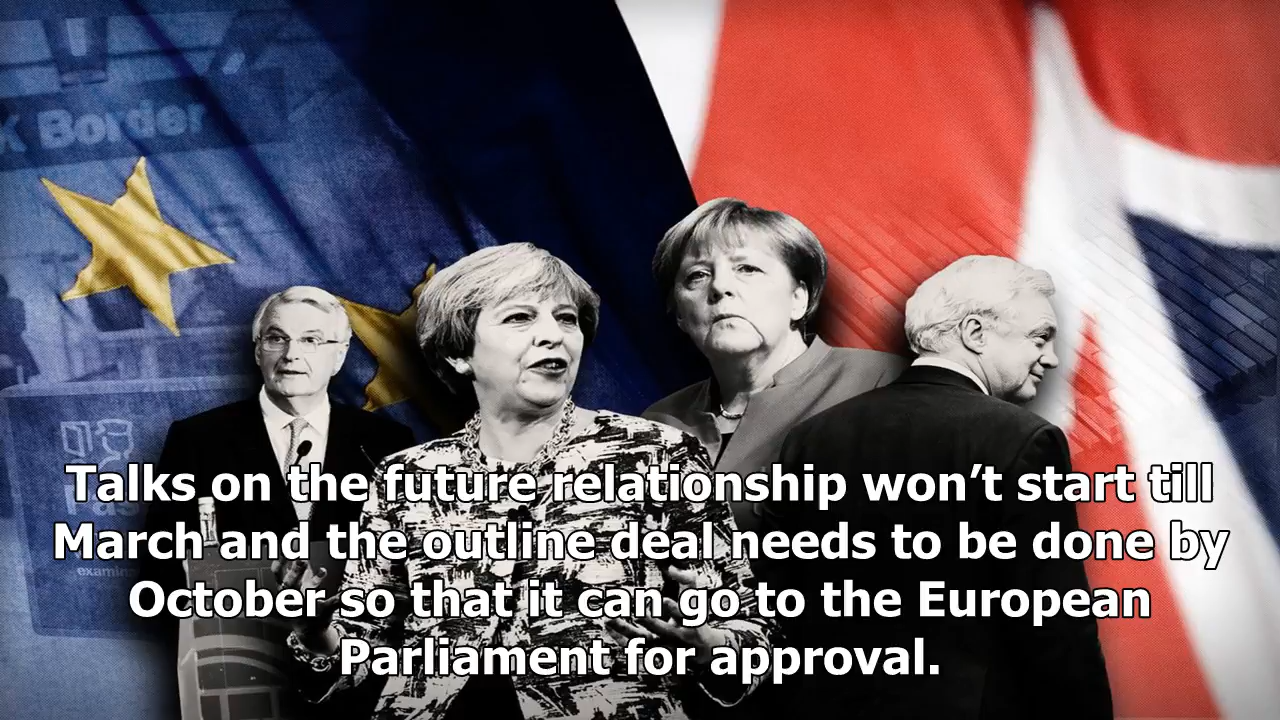 K Border
Talks on the future relationship won’t start till
March and the outline deal needs to be done by
October so that it can go to the European
Parliament for approval.